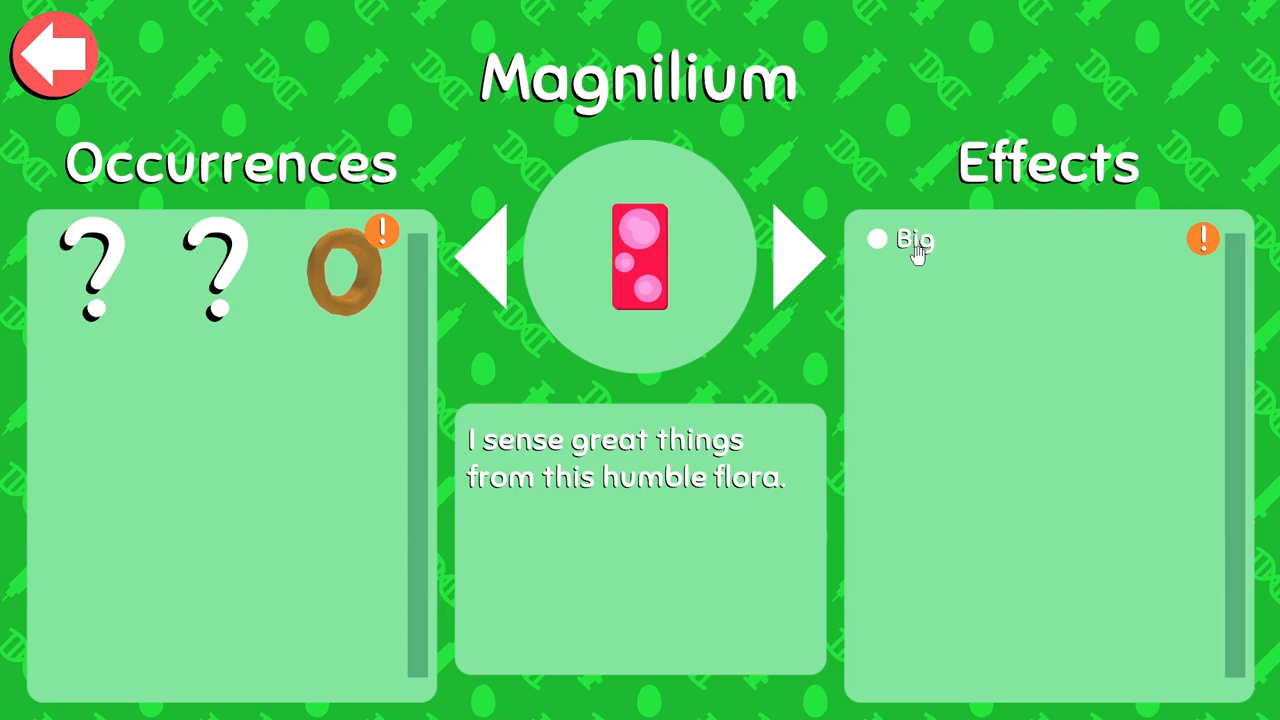 Magnilium
Occurrences
Effects
? ? !
Big !
I sense great things
from this humble flora.